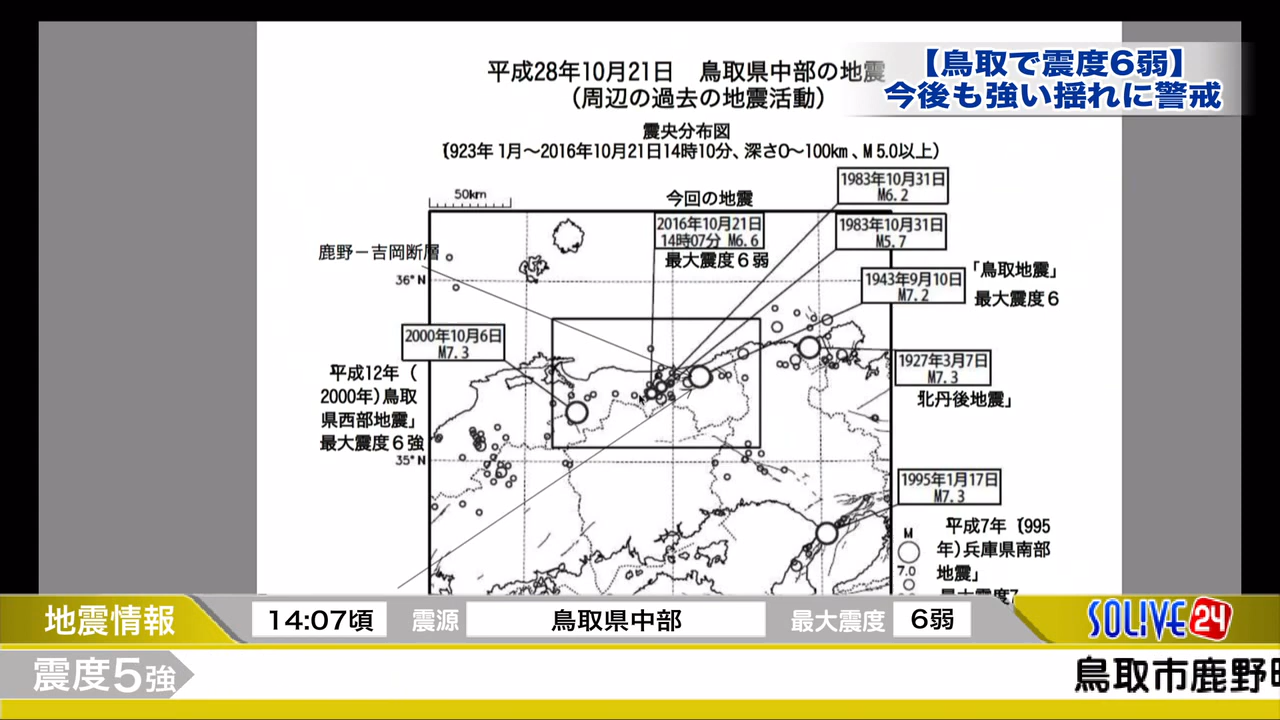 【鳥取で震度6弱】
今後も強い揺れに警戒
平成28年10月21日 鳥取県中部の地震
（周辺の過去の地震活動）
震央分布図
(923年 1月～2016年10月21日14時10分、深さ0～100km 、M 5.0以上)
50km
今回の地震
2016年10月21日
14時07分 M6.6
最大震度６弱
1983年10月31日
M6.2
1983年10月31日
M5.7
「鳥取地震」
1943年9月10日
M7.2
最大震度６
鹿野－吉岡断層
36°N
2000年10月6日
M7.3
平成12年（
2000年）鳥取
県西部地震」
最大震度６強
1927年3月7日
M7.3
北丹後地震」
35°N
1995年1月17日
M7.3
平成7年（995
年）兵庫県南部
地震」
M
7.0
地震情報
14:07頃
震源
鳥取県中部
最大震度
6弱
SOLiVE24
震度5強
鳥取市鹿野